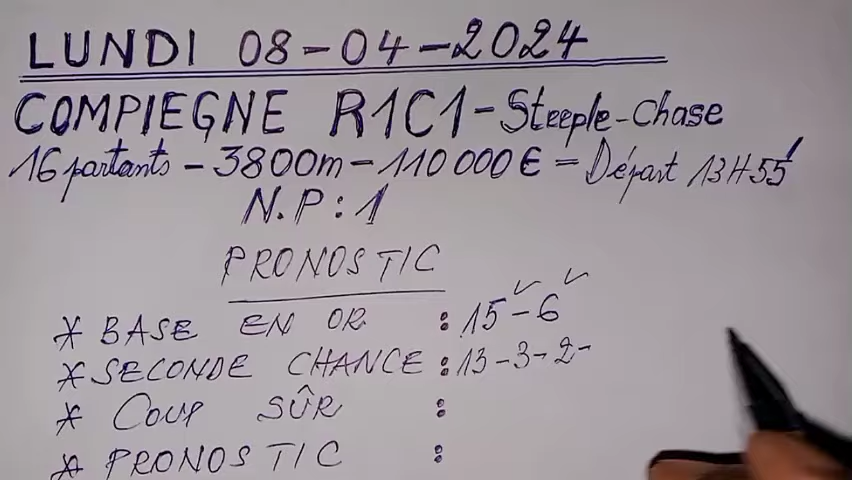 LUNDI 08-04-2024
COMPIEGNE R1C1-Steeple-Chase
16 partants - 3800m - 110 000€ = Départ 13H55'
N.P : 1
PRONOSTIC
* BASE EN OR : 15-6
* SECONDE CHANCE : 13-3-2-
* COUP SÛR :
* PRONOSTIC :